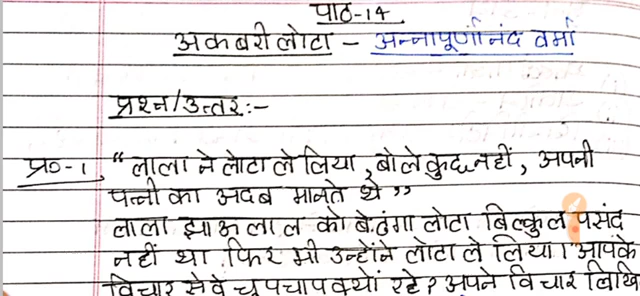 पाठ-14
अकबरी लोटा - अन्नापूर्णानंद वर्मा
प्रश्न/उत्तर:-
प्र०-1 "लाला ने लोटा ले लिया, बोले कुछ नहीं, अपनी
पत्नी का अदब मानते थे"
लाला झाऊलाल को बेढंगा लोटा बिल्कुल पसंद
नहीं था फिर भी उन्होंने लोटा ले लिया। आपके
विचार से वे चुपचाप क्यों रहे? अपने विचार लिखि